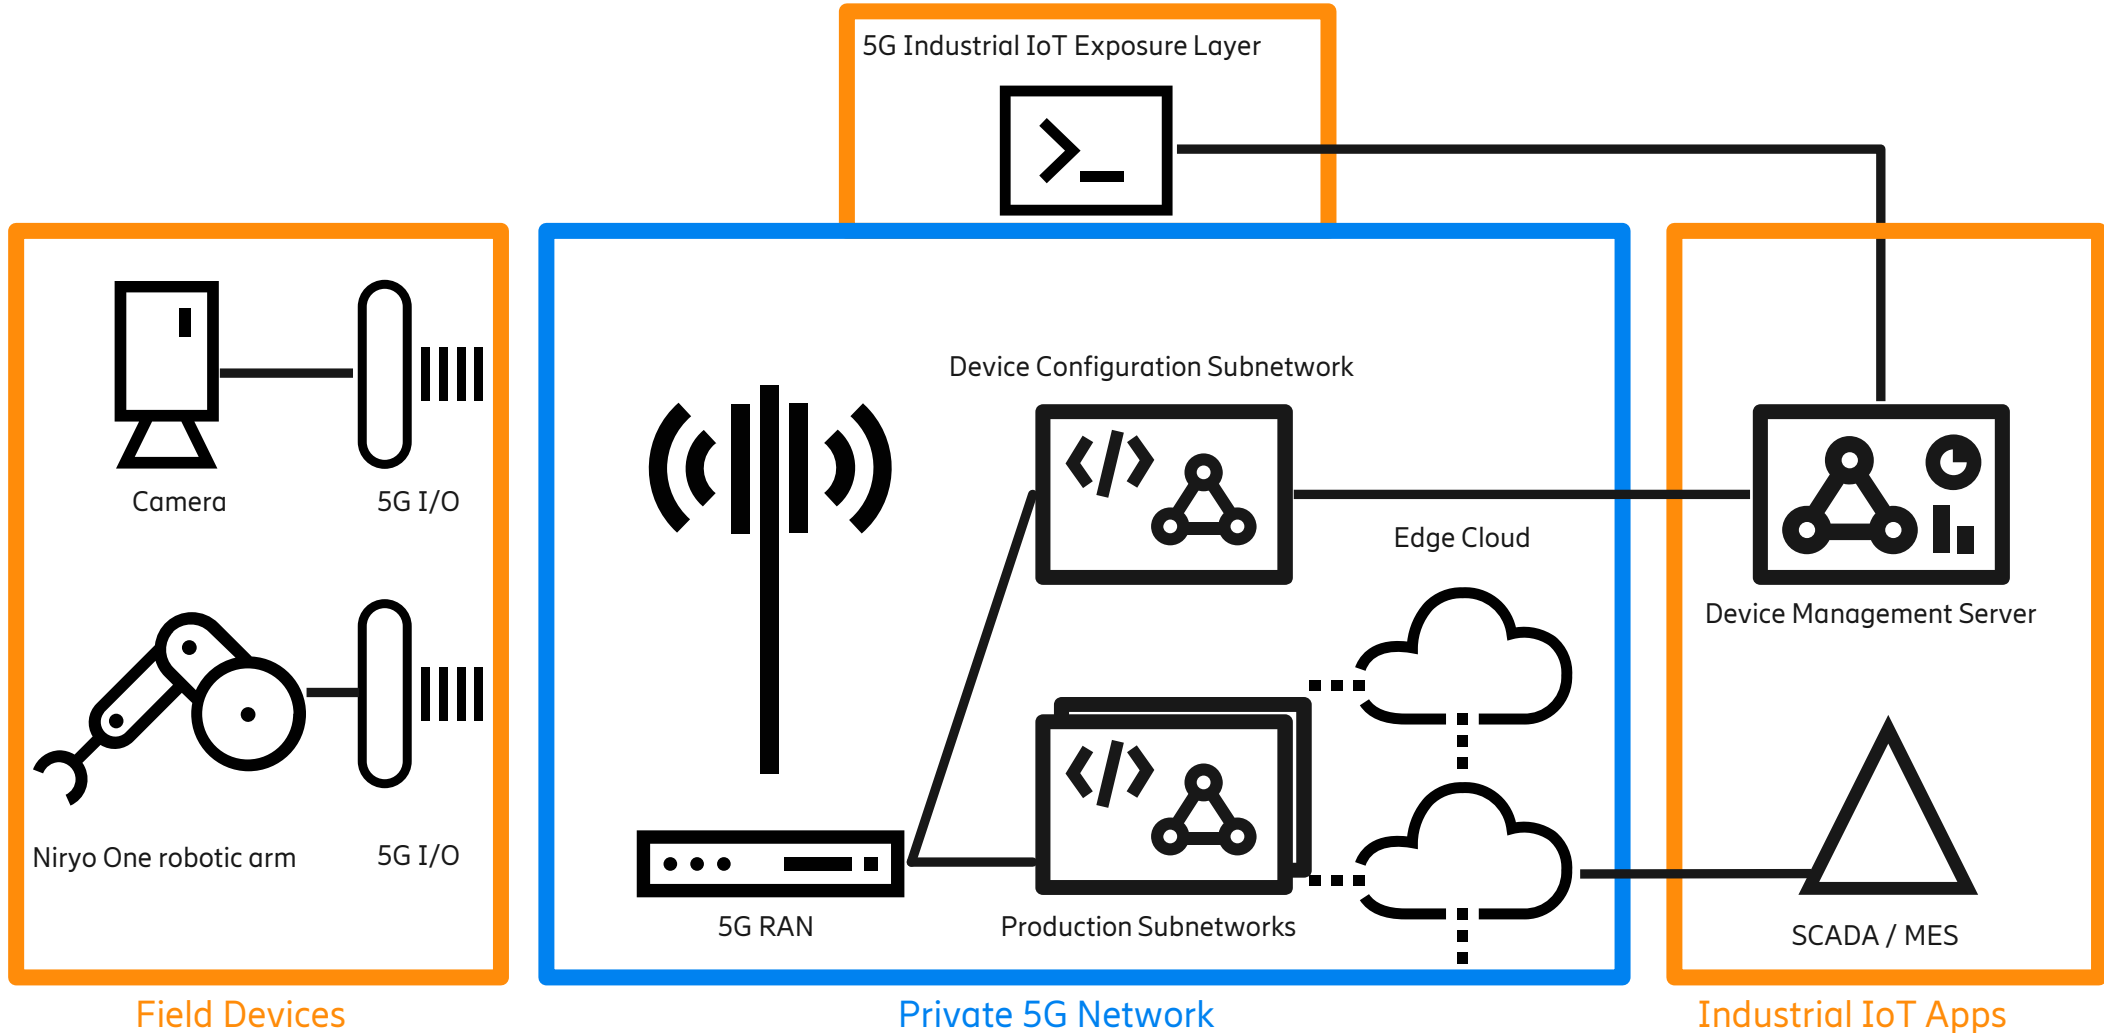 5G Industrial IoT Exposure Layer
Camera
5G I/O
Niryo One robotic arm
5G I/O
Field Devices
Device Configuration Subnetwork
Edge Cloud
5G RAN
Production Subnetworks
Private 5G Network
Device Management Server
SCADA / MES
Industrial IoT Apps